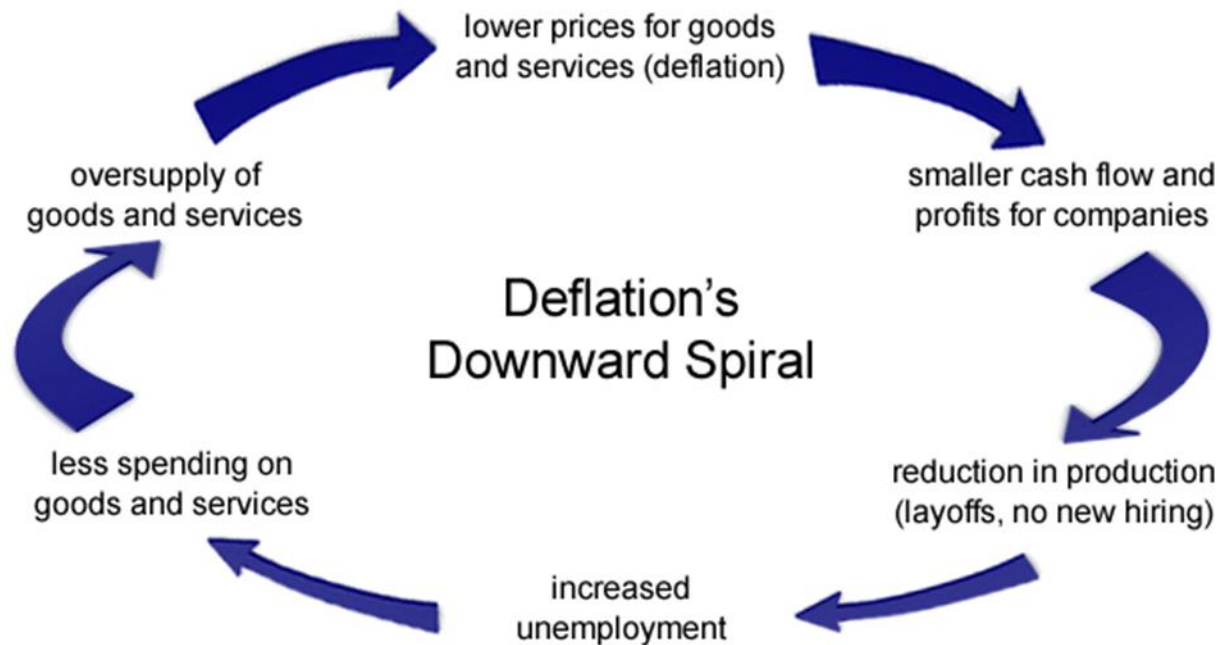 lower prices for goods
and services (deflation)
smaller cash flow and
profits for companies
reduction in production
(layoffs, no new hiring)
increased
unemployment
less spending on
goods and services
oversupply of
goods and services
Deflation’s
Downward Spiral